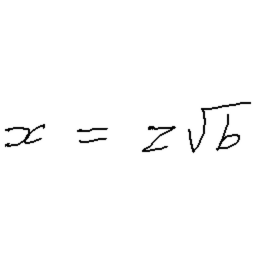 x = z√b